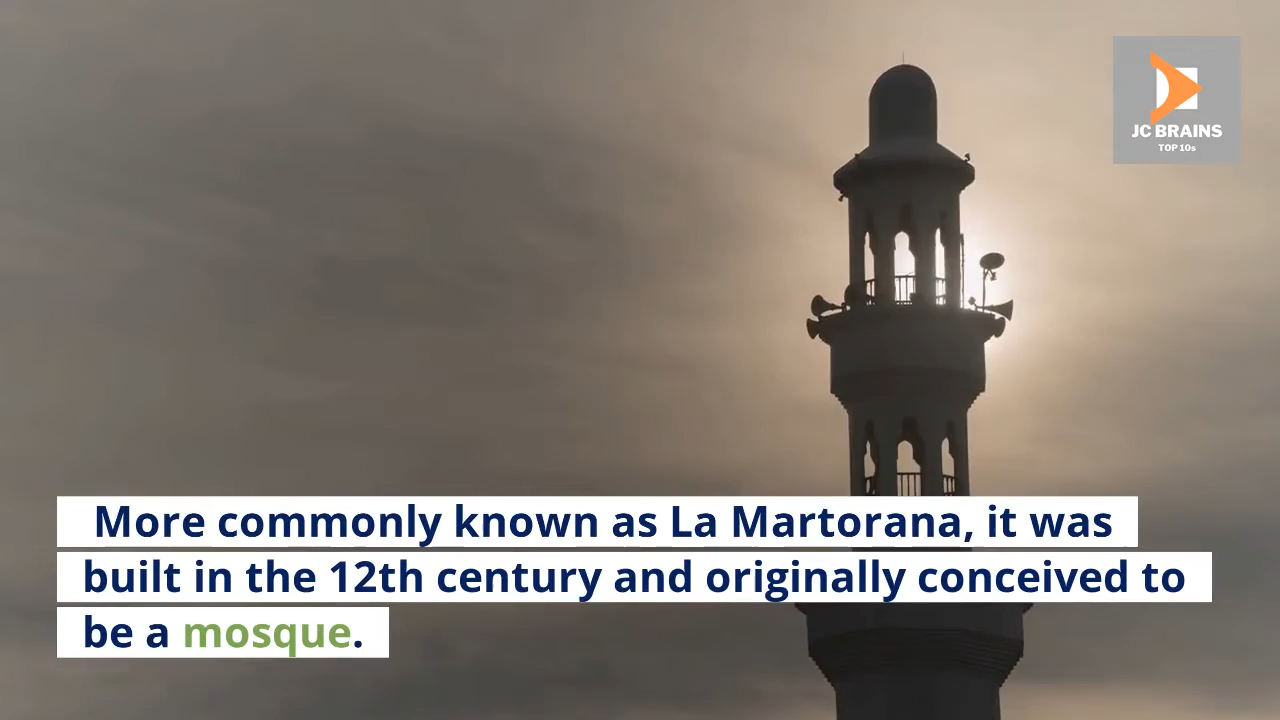 JC BRAINS
TOP 10s
More commonly known as La Martorana, it was
built in the 12th century and originally conceived to
be a mosque.